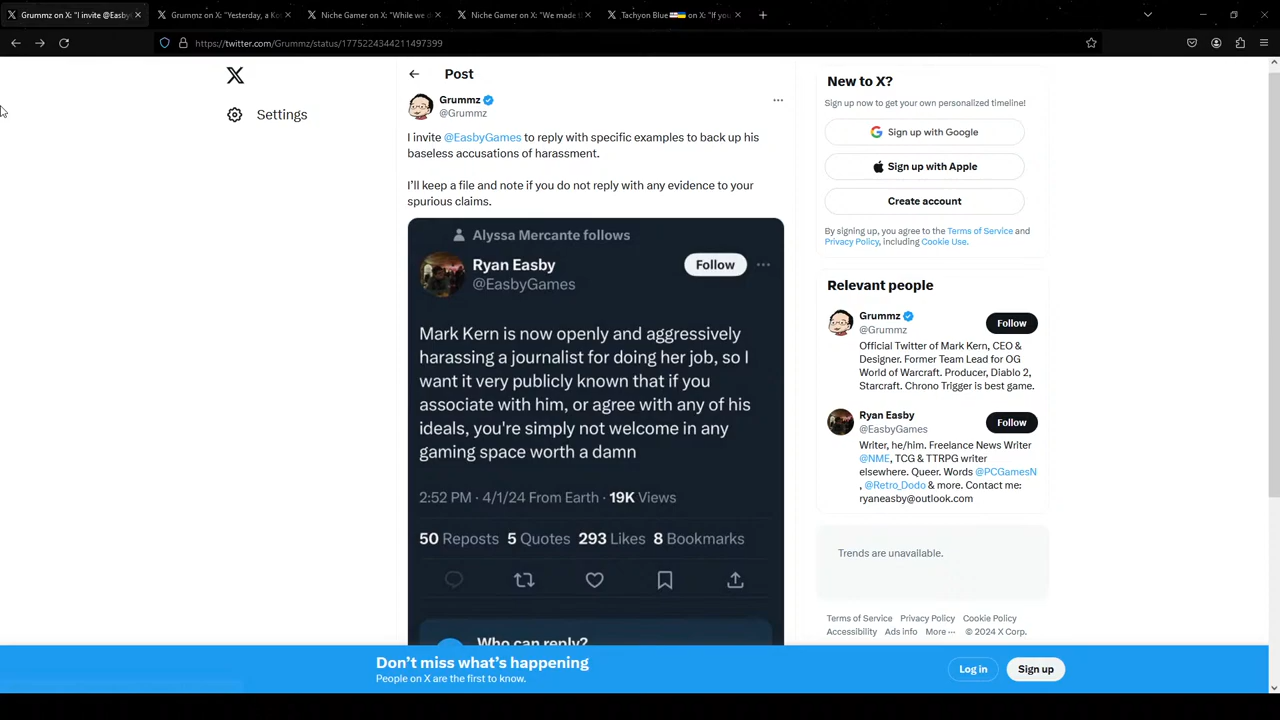 Grummz on X: "I invite @Easby
Grummz on X: "Yesterday, a K
Niche Gamer on X: "While we d
Niche Gamer on X: "We made t
Tachyon Blue
on X: "If you
https://twitter.com/Grummz/status/1775224344211497399
Settings
Post
Grummz
@Grummz
I invite @EasbyGames to reply with specific examples to back up his
baseless accusations of harassment.
I'll keep a file and note if you do not reply with any evidence to your
spurious claims.
Alyssa Mercante follows
Ryan Easby
@EasbyGames
Follow
Mark Kern is now openly and aggressively
harassing a journalist for doing her job, so I
want it very publicly known that if you
associate with him, or agree with any of his
ideals, you're simply not welcome in any
gaming space worth a damn
2:52 PM · 4/1/24 From Earth · 19K Views
50 Reposts 5 Quotes 293 Likes 8 Bookmarks
Who can reply?
New to X?
Sign up now to get your own personalized timeline!
Sign up with Google
Sign up with Apple
Create account
By signing up, you agree to the Terms of Service and
Privacy Policy, including Cookie Use.
Relevant people
Grummz
@Grummz
Follow
Official Twitter of Mark Kern, CEO &
Designer. Former Team Lead for OG
World of Warcraft. Producer, Diablo 2,
Starcraft. Chrono Trigger is best game.
Ryan Easby
@EasbyGames
Follow
Writer, he/him. Freelance News Writer
@NME, TCG & TTRPG writer
elsewhere. Queer. Words @PCGamesN
, @Retro_Dodo & more. Contact me:
ryaneasby@outlook.com
Trends are unavailable.
Terms of Service Privacy Policy Cookie Policy
Accessibility Ads info More ··· © 2024 X Corp.
Don't miss what's happening
People on X are the first to know.
Log in
Sign up